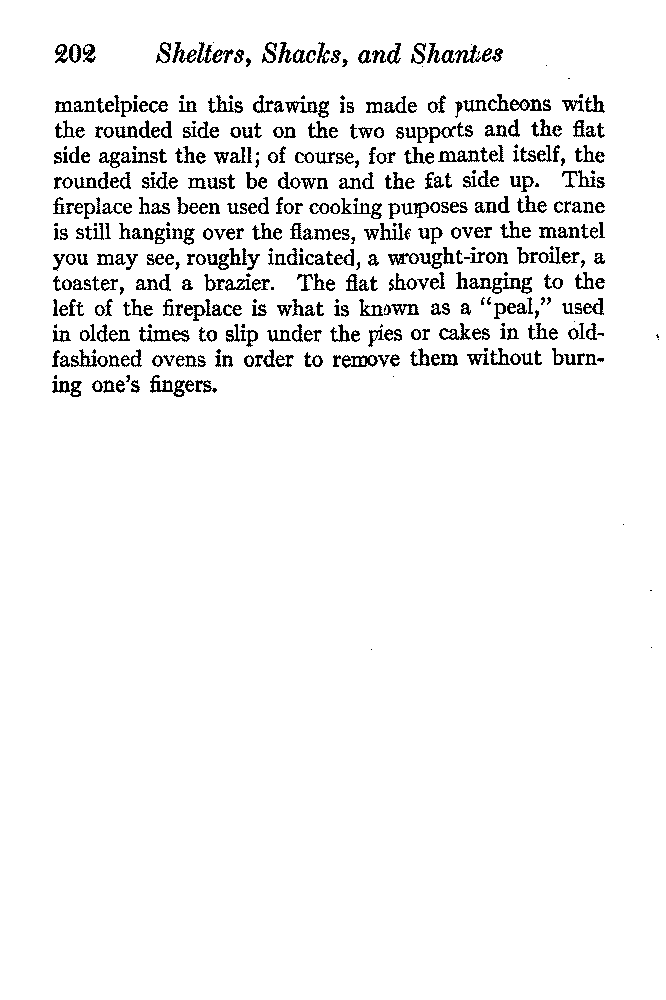 202 Shelters, Shacks, and Shanties
mantelpiece in this drawing is made of puncheons with
the rounded side out on the two supports and the flat
side against the wall; of course, for the mantel itself, the
rounded side must be down and the fat side up. This
fireplace has been used for cooking purposes and the crane
is still hanging over the flames, while up over the mantel
you may see, roughly indicated, a wrought-iron broiler, a
toaster, and a brazier. The flat shovel hanging to the
left of the fireplace is what is known as a "peal," used
in olden times to slip under the pies or cakes in the old-
fashioned ovens in order to remove them without burn-
ing one's fingers.